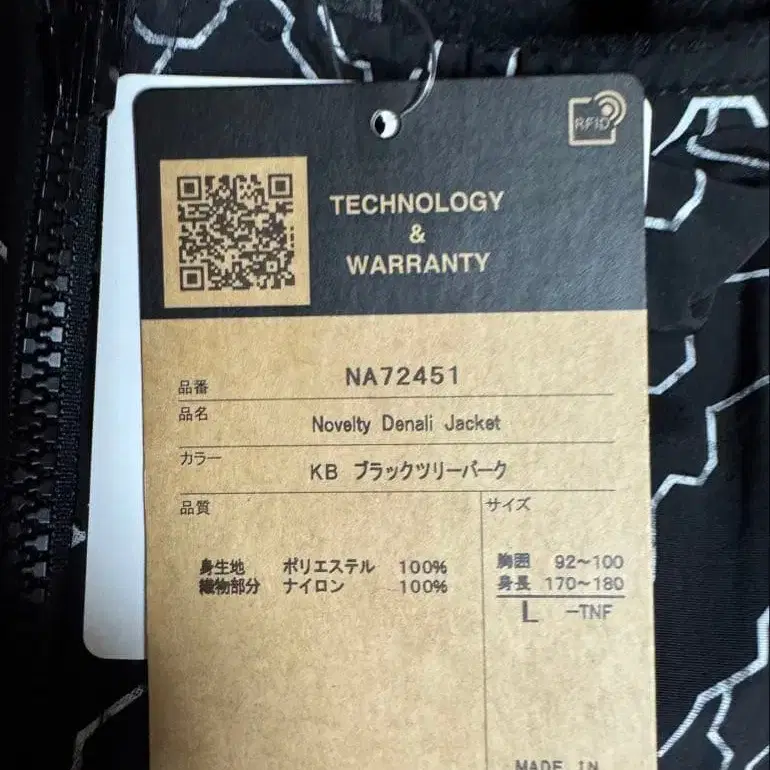 RFID
TECHNOLOGY
&
WARRANTY
品番 NA72451
品名 Novelty Denali Jacket
カラー KB ブラックツリーバーク
品質
サイズ
身生地 ポリエステル 100%
織物部分 ナイロン 100%
胸囲 92～100
身長 170～180
L -TNF
MADE IN